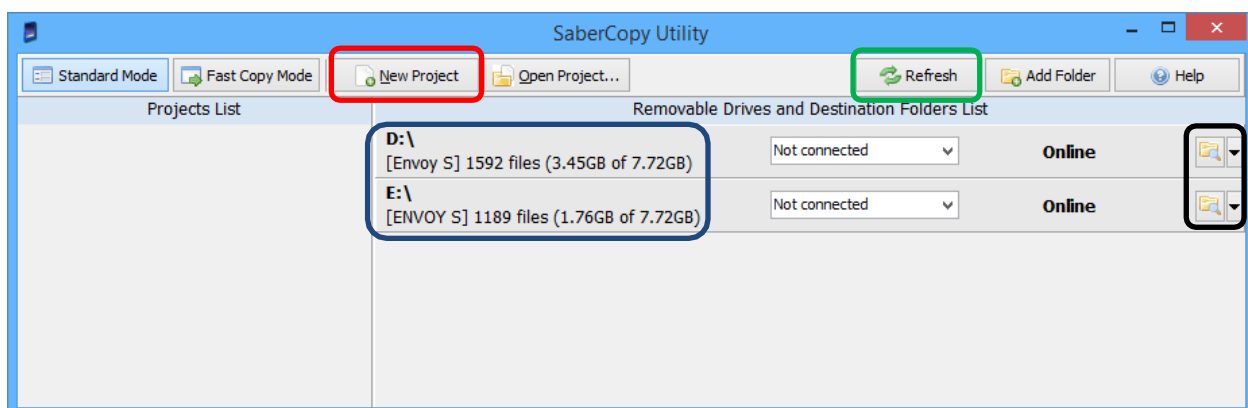 SaberCopy Utility
Standard Mode Fast Copy Mode New Project Open Project... Refresh Add Folder Help
Projects List Removable Drives and Destination Folders List
D:\ Not connected Online
[Envoy S] 1592 files (3.45GB of 7.72GB)
E:\ Not connected Online
[ENVOY S] 1189 files (1.76GB of 7.72GB)